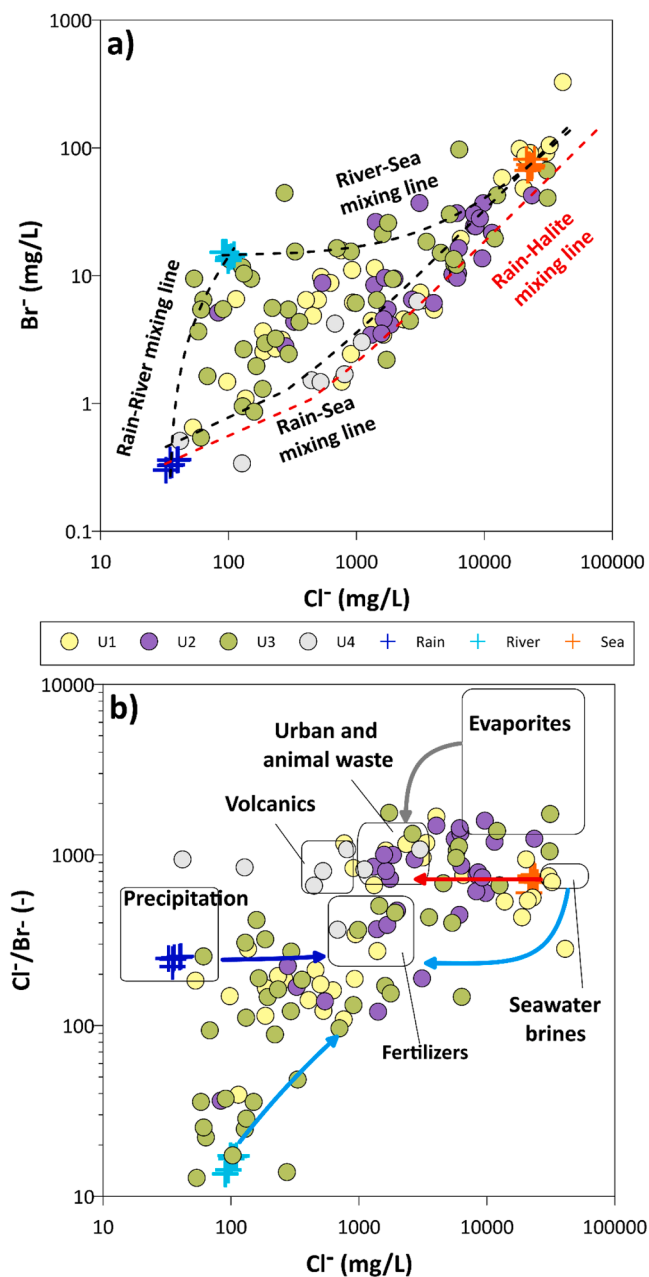 a)
1000
100
10
1
0.1
Br⁻ (mg/L)
River-Sea
mixing line
Rain-River mixing line
Rain-Halite
mixing line
Rain-Sea
mixing line
10
100
1000
10000
100000
Cl⁻ (mg/L)
U1
U2
U3
U4
Rain
River
Sea
b)
10000
1000
100
10
Cl⁻/Br- (-)
Urban and
animal waste
Evaporites
Volcanics
Precipitation
Seawater
brines
Fertilizers
10
100
1000
10000
100000
Cl⁻ (mg/L)